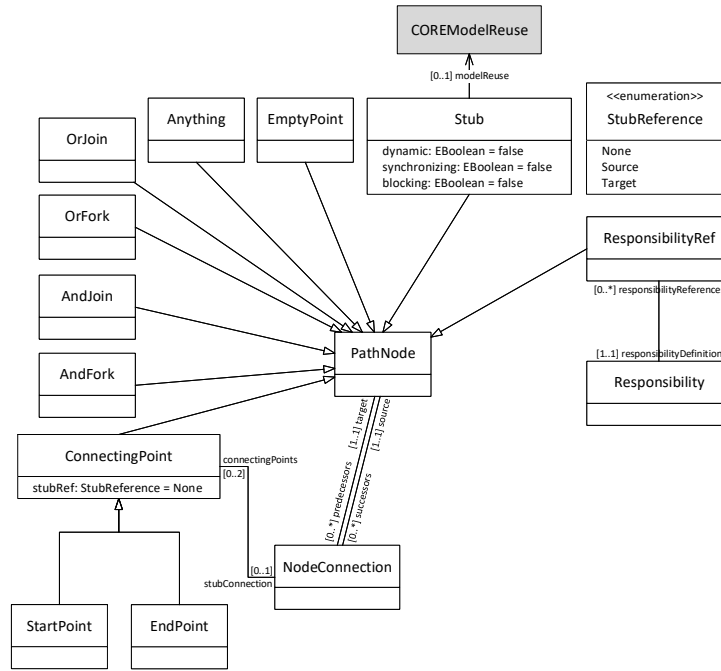 COREModelReuse
[0..1] modelReuse
Anything
EmptyPoint
Stub
dynamic: EBoolean = false
synchronizing: EBoolean = false
blocking: EBoolean = false
<<enumeration>>
StubReference
None
Source
Target
OrJoin
OrFork
AndJoin
AndFork
ResponsibilityRef
[0..*] responsibilityReference
[1..1] responsibilityDefinition
Responsibility
PathNode
[1..1] target
[1..1] source
[0..*] predecessors
[0..*] successors
ConnectingPoint
stubRef: StubReference = None
connectingPoints
[0..2]
[0..1]
stubConnection
NodeConnection
StartPoint
EndPoint